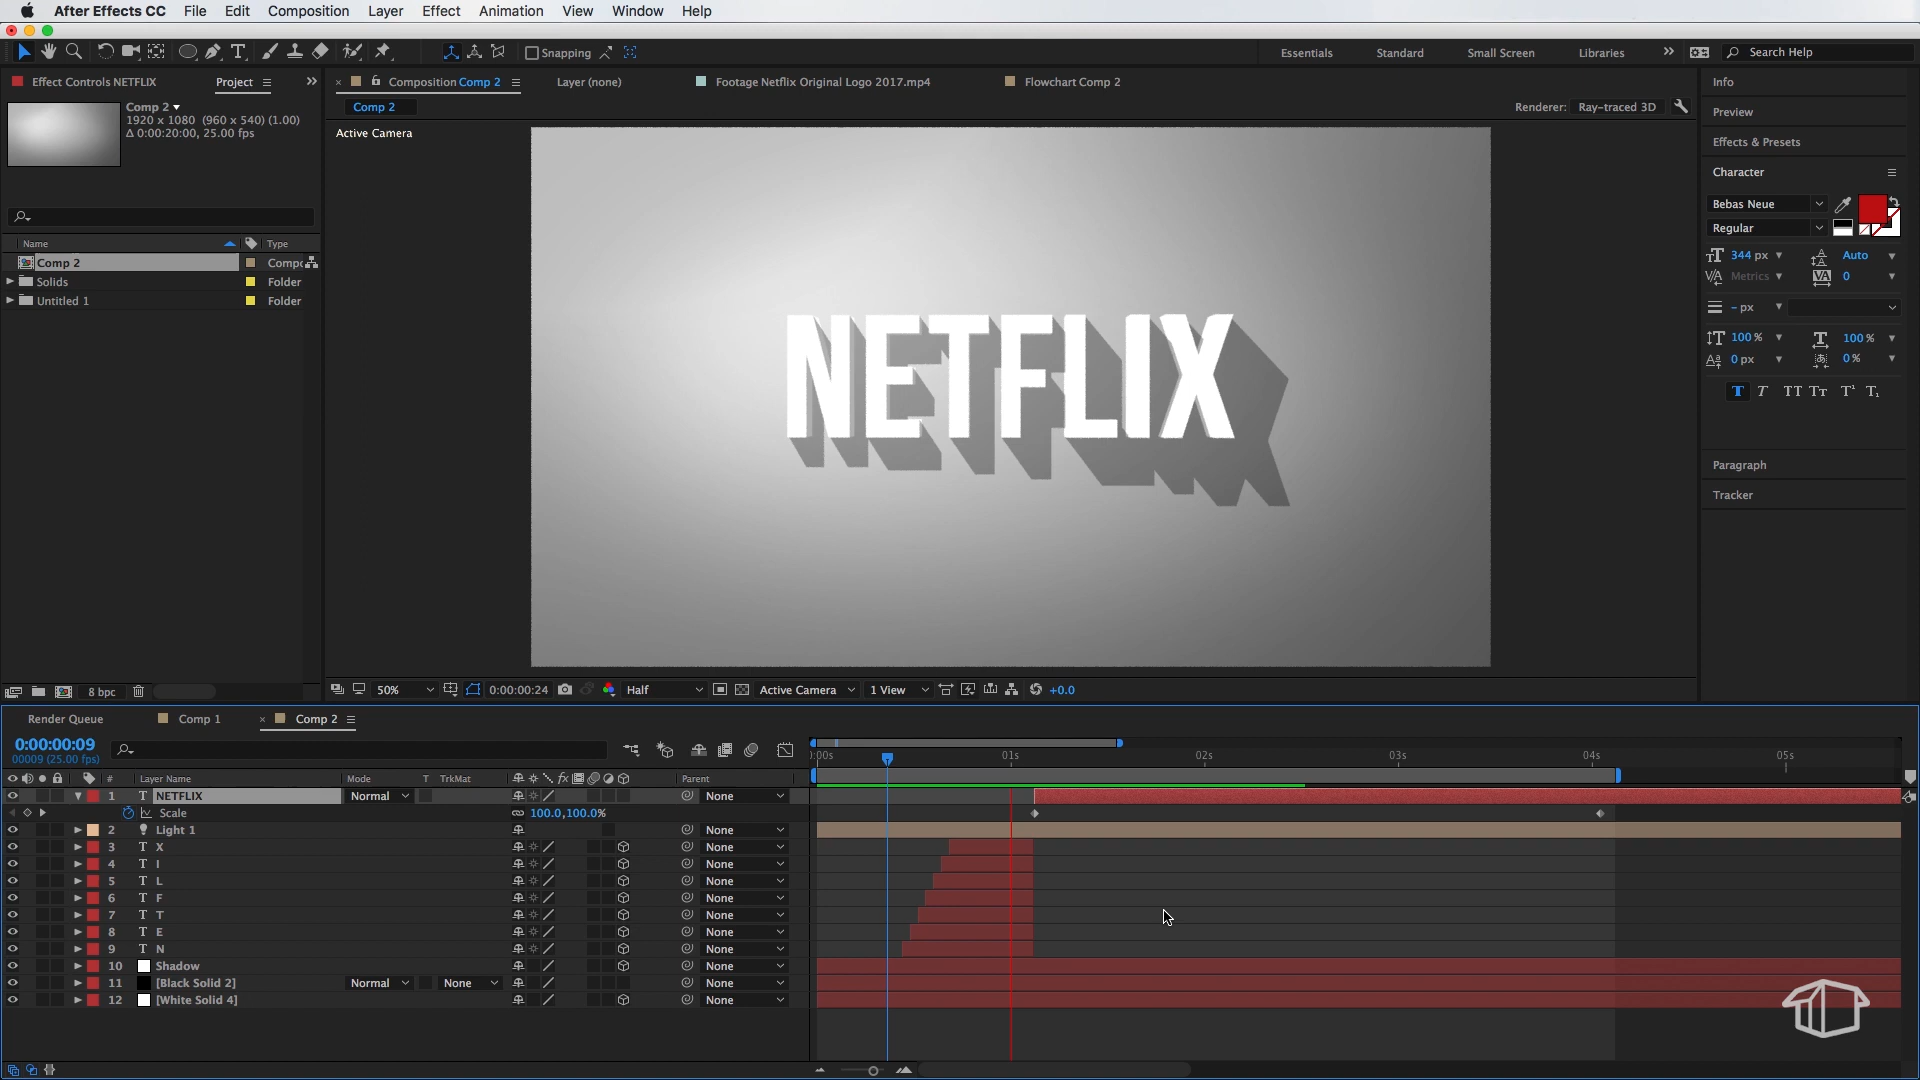 After Effects CC File Edit Composition Layer Effect Animation View Window Help
Snapping
Essentials Standard Small Screen Libraries Search Help
Effect Controls NETFLIX Project
Composition Comp 2 Layer (none) Footage Netflix Original Logo 2017.mp4 Flowchart Comp 2
Info
Comp 2
1920 x 1080 (960 x 540) (1.00)
Δ 0:00:20:00, 25.00 fps
Comp 2
Renderer: Ray-traced 3D
Preview
Active Camera
Effects & Presets
Character
Bebas Neue
Regular
344 px Auto
Metrics 0
- px
100 % 100 %
0 px 0 %
T T TT Tt T¹ T₁
Paragraph
Tracker
Name Type
Comp 2 Compo
Solids Folder
Untitled 1 Folder
NETFLIX
8 bpc
50% 0:00:00:24 Half Active Camera 1 View +0.0
Render Queue Comp 1 Comp 2
0:00:00:09
00009 (25.00 fps)
:00s 01s 02s 03s 04s 05s
# Layer Name Mode T TrkMat Parent
1 T NETFLIX Normal None
Scale 100.0,100.0%
2 Light 1 None
3 T X None
4 T I None
5 T L None
6 T F None
7 T T None
8 T E None
9 T N None
10 Shadow None
11 [Black Solid 2] Normal None None
12 [White Solid 4] None